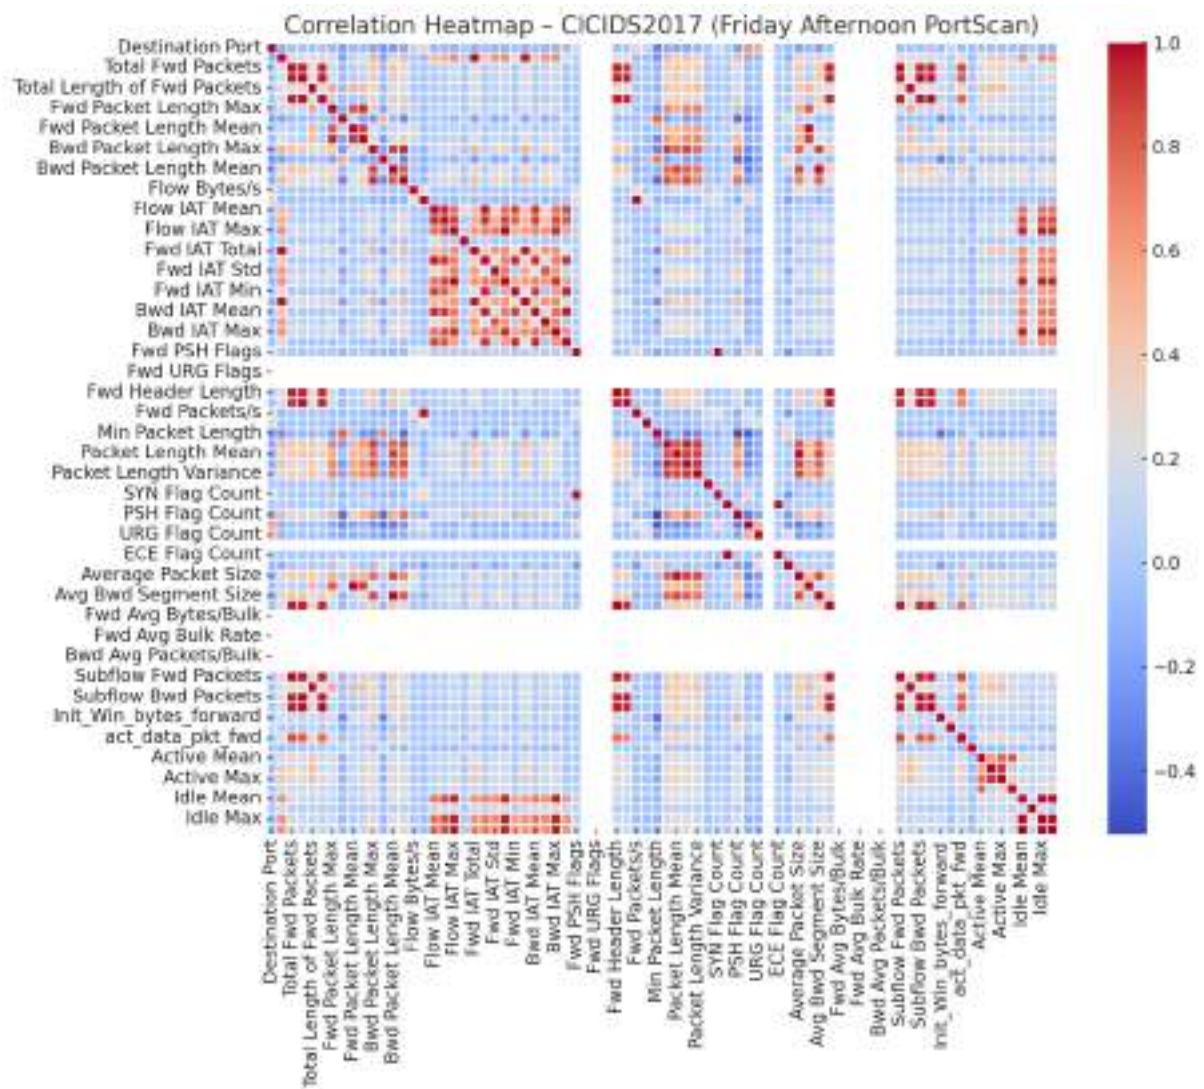 Correlation Heatmap – CICIDS2017 (Friday Afternoon PortScan)
Destination Port
Total Fwd Packets
Total Length of Fwd Packets
Fwd Packet Length Max
Fwd Packet Length Mean
Bwd Packet Length Max
Bwd Packet Length Mean
Flow Bytes/s
Flow IAT Mean
Flow IAT Max
Fwd IAT Total
Fwd IAT Std
Fwd IAT Min
Bwd IAT Mean
Bwd IAT Max
Fwd PSH Flags
Fwd URG Flags
Fwd Header Length
Fwd Packets/s
Min Packet Length
Packet Length Mean
Packet Length Variance
SYN Flag Count
PSH Flag Count
URG Flag Count
ECE Flag Count
Average Packet Size
Avg Bwd Segment Size
Fwd Avg Bytes/Bulk
Fwd Avg Bulk Rate
Bwd Avg Packets/Bulk
Subflow Fwd Packets
Subflow Bwd Packets
Init_Win_bytes_forward
act_data_pkt_fwd
Active Mean
Active Max
Idle Mean
Idle Max
Destination Port
Total Fwd Packets
Total Length of Fwd Packets
Fwd Packet Length Max
Fwd Packet Length Mean
Bwd Packet Length Max
Bwd Packet Length Mean
Flow Bytes/s
Flow IAT Mean
Flow IAT Max
Fwd IAT Total
Fwd IAT Std
Fwd IAT Min
Bwd IAT Mean
Bwd IAT Max
Fwd PSH Flags
Fwd URG Flags
Fwd Header Length
Fwd Packets/s
Min Packet Length
Packet Length Mean
Packet Length Variance
SYN Flag Count
PSH Flag Count
URG Flag Count
ECE Flag Count
Average Packet Size
Avg Bwd Segment Size
Fwd Avg Bytes/Bulk
Fwd Avg Bulk Rate
Bwd Avg Packets/Bulk
Subflow Fwd Packets
Subflow Bwd Packets
Init_Win_bytes_forward
act_data_pkt_fwd
Active Mean
Active Max
Idle Mean
Idle Max
1.0
0.8
0.6
0.4
0.2
0.0
−0.2
−0.4